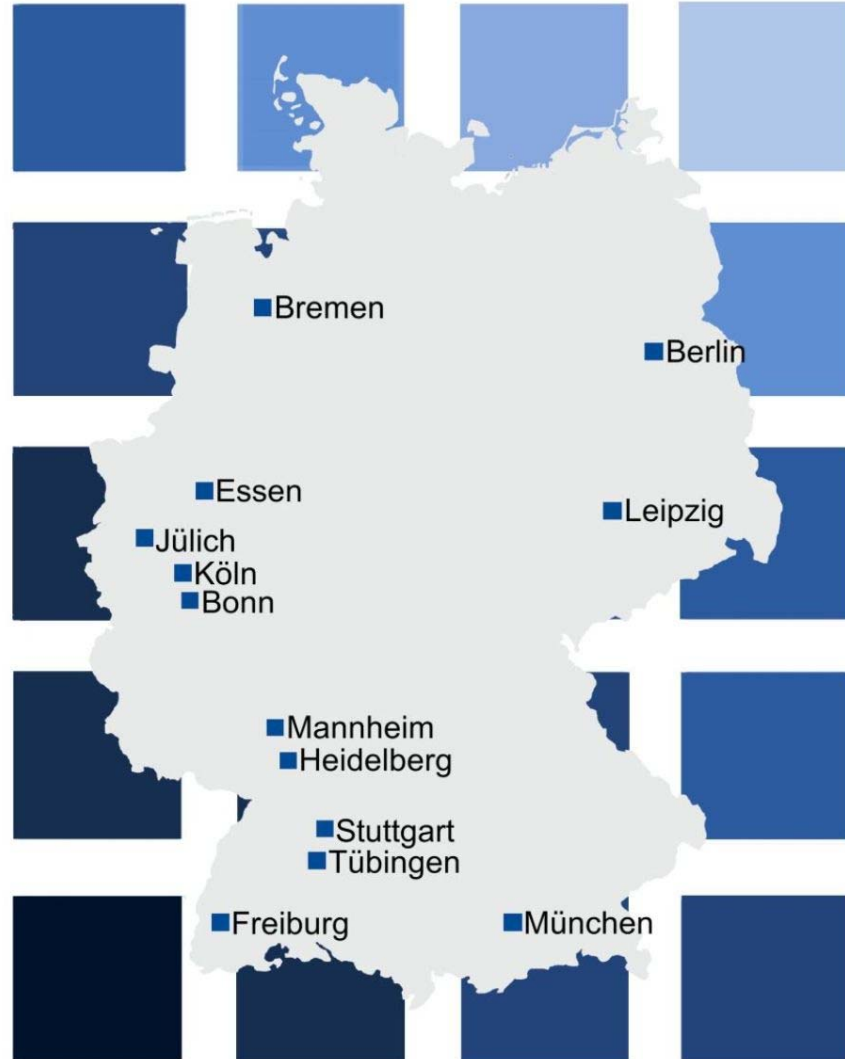 Bremen
Berlin
Essen
Leipzig
Jülich
Köln
Bonn
Mannheim
Heidelberg
Stuttgart
Tübingen
Freiburg
München